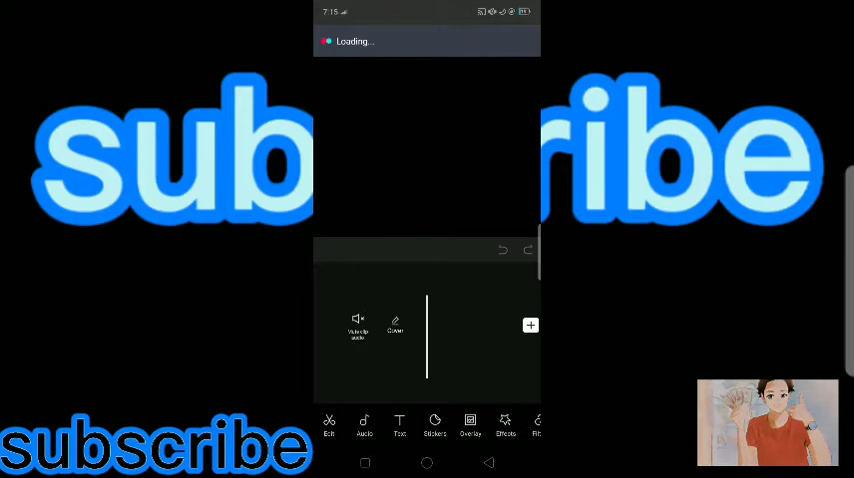 7:15
Loading...
subscribe
Mute clip
audio
Cover
Edit
Audio
Text
Stickers
Overlay
Effects
subscribe